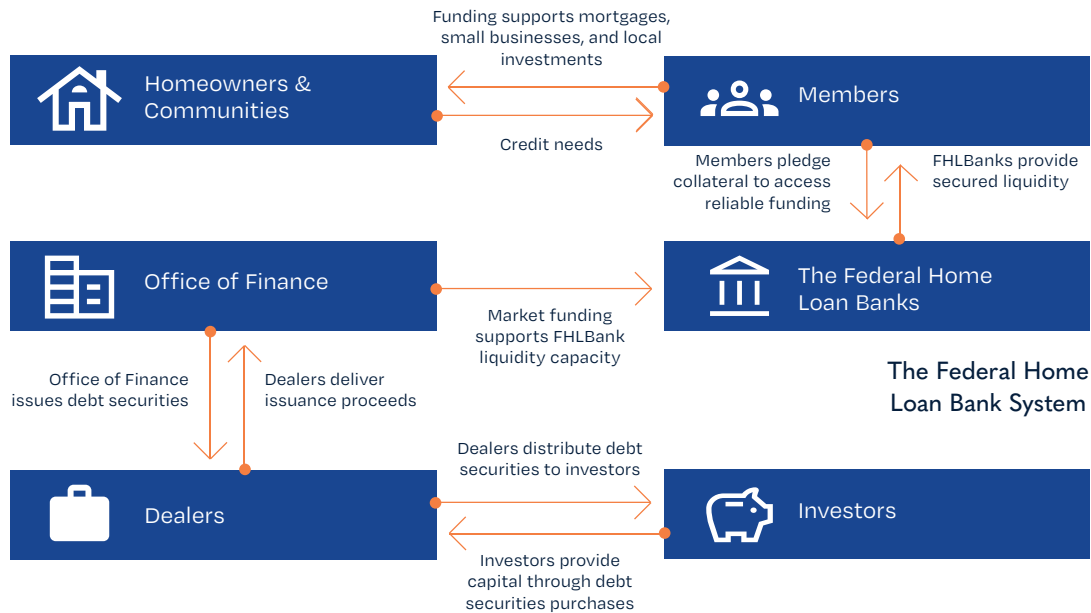 Funding supports mortgages,
small businesses, and local
investments
Homeowners &
Communities
Members
Credit needs
Members pledge
collateral to access
reliable funding
FHLBanks provide
secured liquidity
Office of Finance
The Federal Home
Loan Banks
Market funding
supports FHLBank
liquidity capacity
Office of Finance
issues debt securities
Dealers deliver
issuance proceeds
The Federal Home
Loan Bank System
Dealers distribute debt
securities to investors
Dealers
Investors
Investors provide
capital through debt
securities purchases